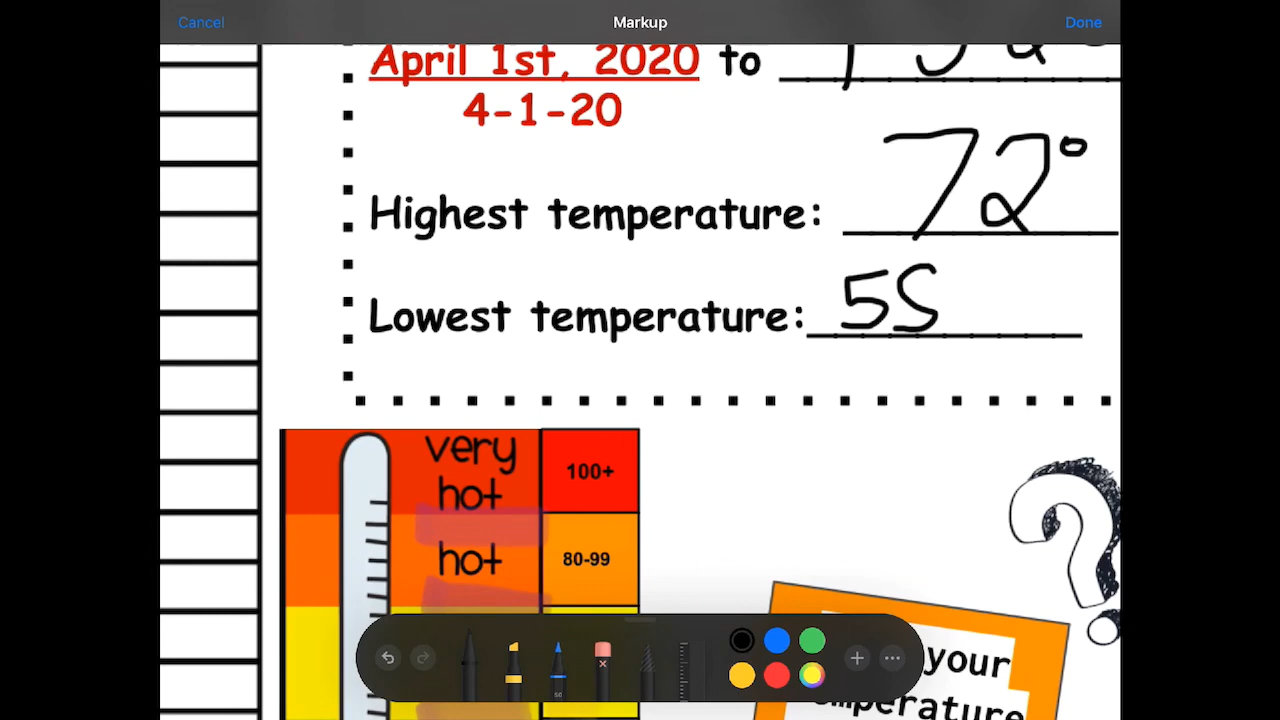 Cancel
Markup
Done
April 1st, 2020 to
4-1-20
Highest temperature: 72°
Lowest temperature: 55
very
hot
100+
hot
80-99
your
temperature
50